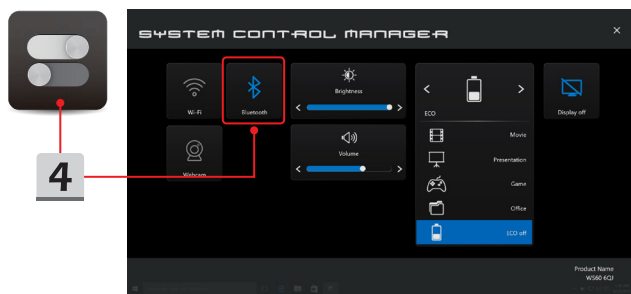 SYSTEM CONTROL MANAGER
Wi-Fi
Bluetooth
Brightness
ECO
Display off
Webcam
Volume
Movie
Presentation
Game
Office
ECO off
4
Product Name
WS60 6QJ